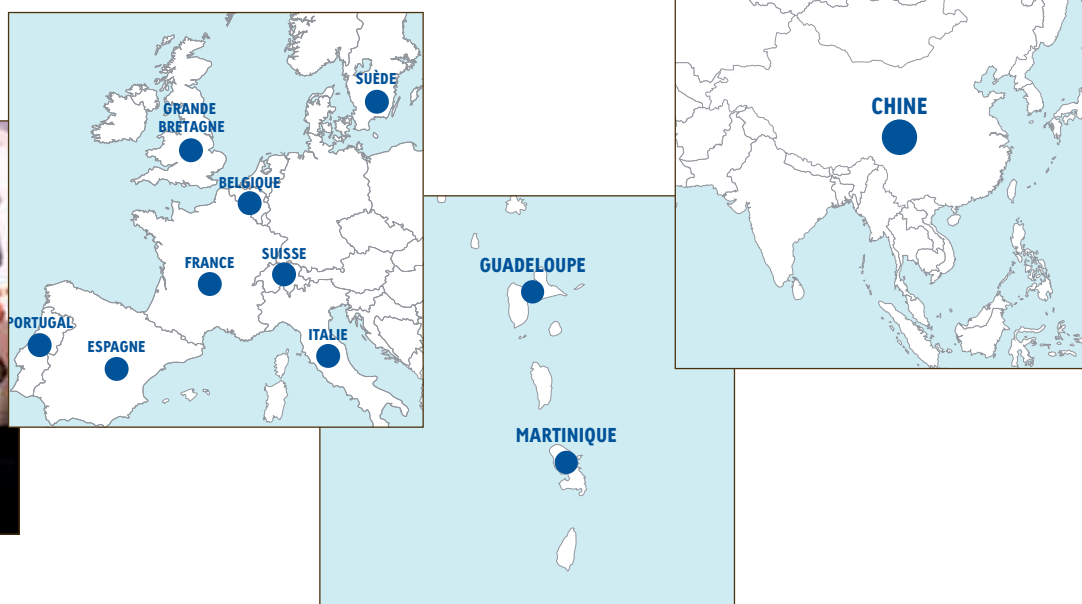 SUÈDE
GRANDE
BRETAGNE
BELGIQUE
FRANCE
SUISSE
PORTUGAL
ESPAGNE
ITALIE
GUADELOUPE
MARTINIQUE
CHINE